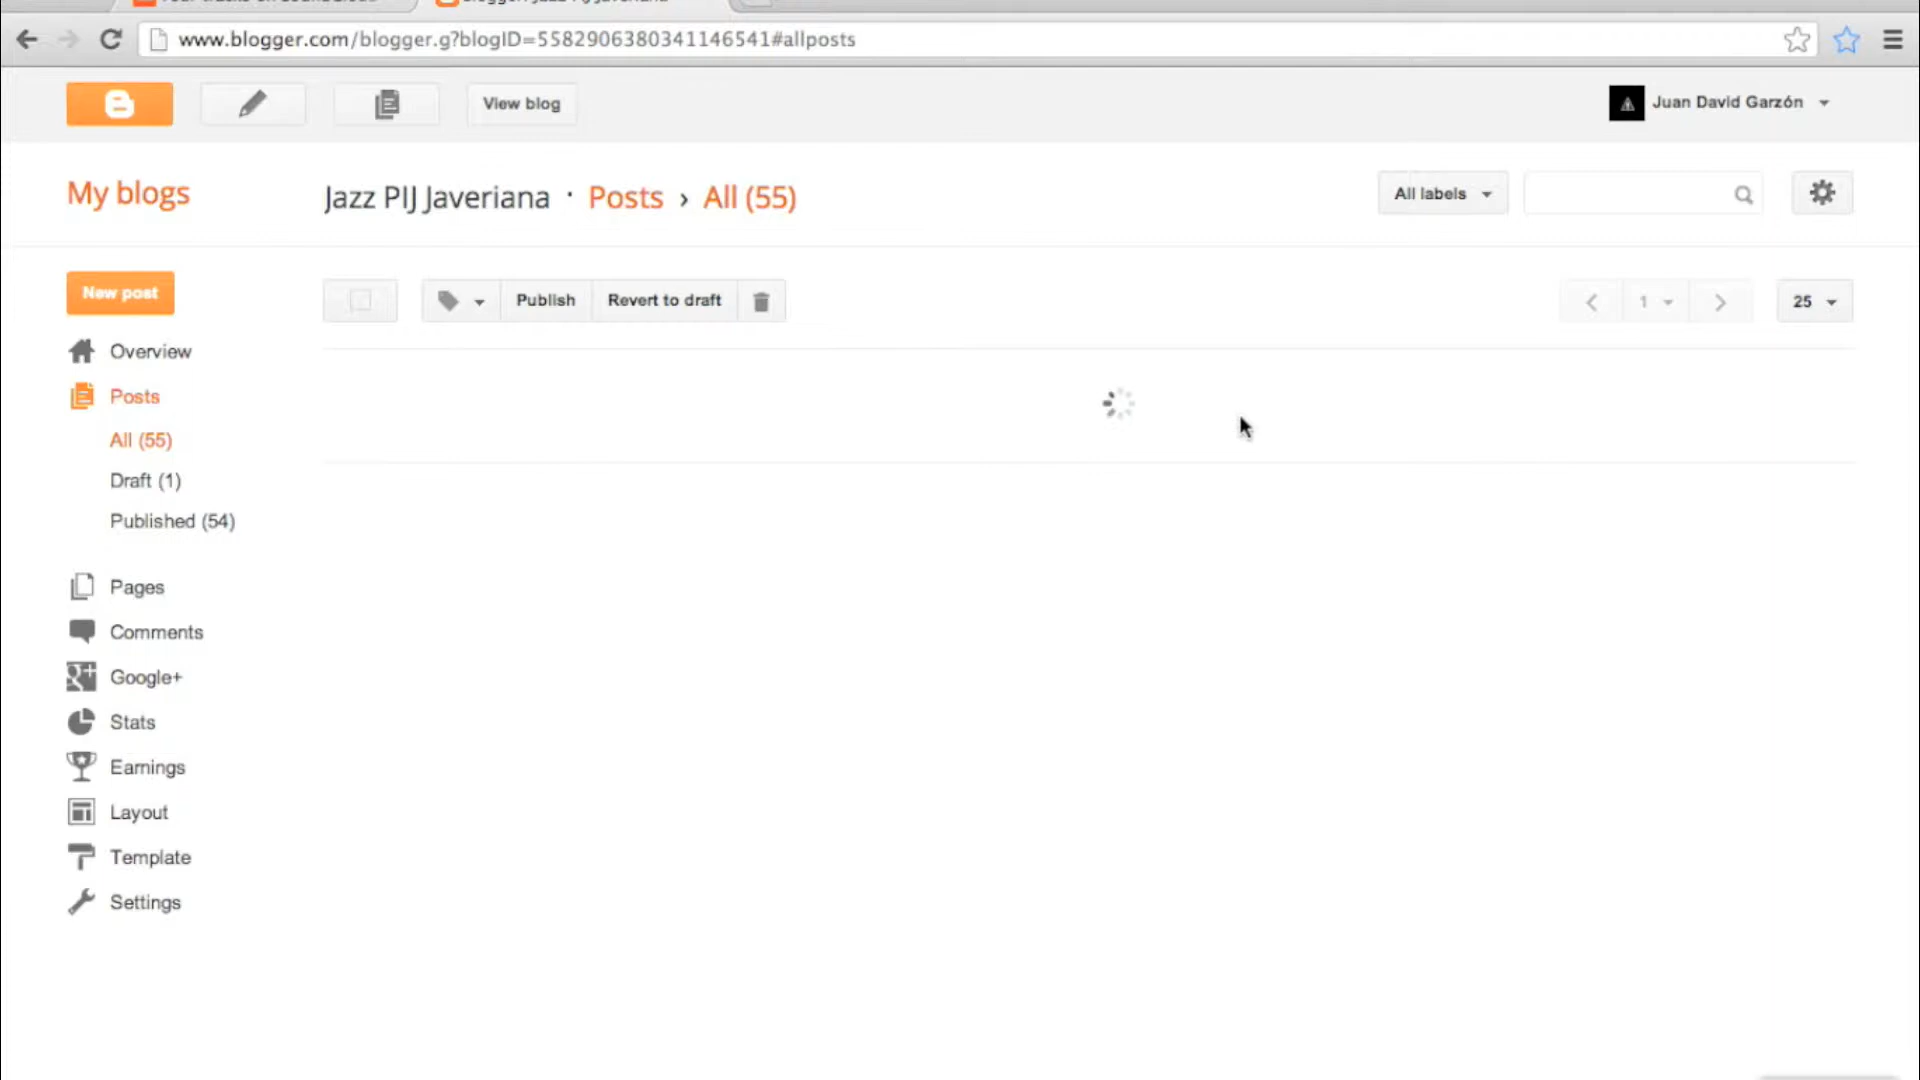 www.blogger.com/blogger.g?blogID=5582906380341146541#allposts
View blog
Juan David Garzón
My blogs
Jazz PIJ Javeriana · Posts › All (55)
All labels
New post
Publish
Revert to draft
1
25
Overview
Posts
All (55)
Draft (1)
Published (54)
Pages
Comments
Google+
Stats
Earnings
Layout
Template
Settings